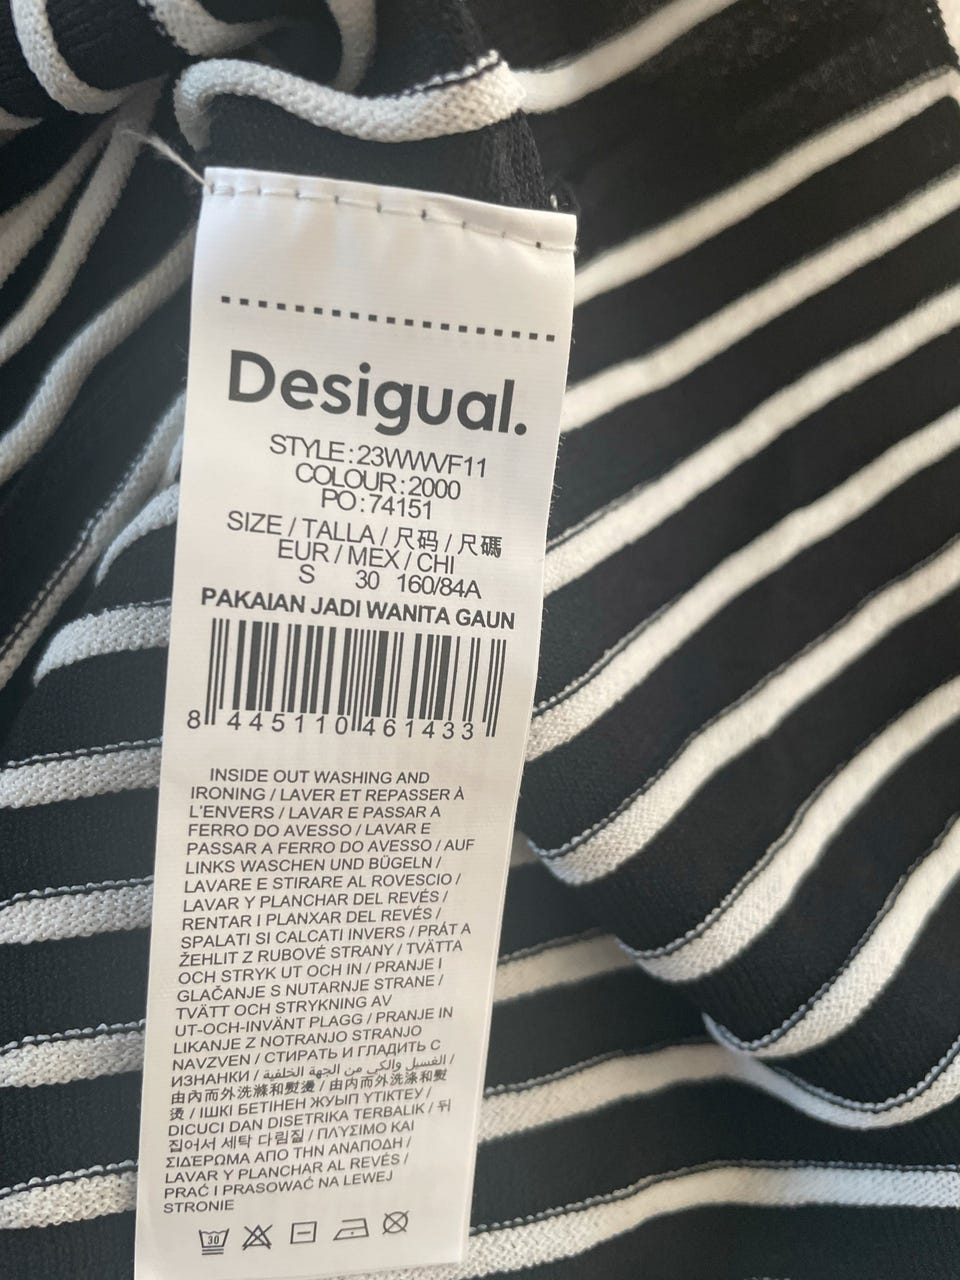 Desigual.
STYLE:23WWVF11
COLOUR:2000
PO:74151
SIZE / TALLA / 尺码 / 尺碼
EUR / MEX / CHI
S 30 160/84A
PAKAIAN JADI WANITA GAUN
8 445110 461433
INSIDE OUT WASHING AND
IRONING / LAVER ET REPASSER À
L'ENVERS / LAVAR E PASSAR A
FERRO DO AVESSO / LAVAR E
PASSAR A FERRO DO AVESSO / AUF
LINKS WASCHEN UND BÜGELN /
LAVARE E STIRARE AL ROVESCIO /
LAVAR Y PLANCHAR DEL REVÉS /
RENTAR I PLANXAR DEL REVÉS /
SPALATI SI CALCATI INVERS / PRÁT A
ŽEHLIT Z RUBOVÉ STRANY / TVÄTTA
OCH STRYK UT OCH IN / PRANJE I
GLAČANJE S NUTARNJE STRANE /
TVÄTT OCH STRYKNING AV
UT-OCH-INVÄNT PLAGG / PRANJE IN
LIKANJE Z NOTRANJO STRANJO
NAVZVEN / СТИРАТЬ И ГЛАДИТЬ С
ИЗНАНКИ / الغسيل والكي من الجهة الخلفية /
由內而外洗滌和熨燙 / 由内而外洗涤和熨
烫 / ІШКІ БЕТІНЕН ЖУЫП ҮТІКТЕУ /
DICUCI DAN DISETRIKA TERBALIK / 뒤
집어서 세탁 다림질 / ΠΛΎΣΙΜΟ ΚΑΙ
ΣΙΔΈΡΩΜΑ ΑΠΌ ΤΗΝ ΑΝΆΠΟΔΗ /
LAVAR Y PLANCHAR AL REVÉS /
PRAĆ I PRASOWAĆ NA LEWEJ
STRONIE
30